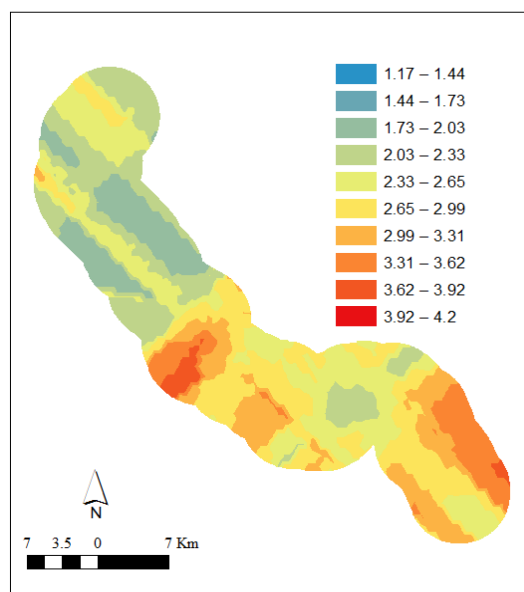 1.17 – 1.44
1.44 – 1.73
1.73 – 2.03
2.03 – 2.33
2.33 – 2.65
2.65 – 2.99
2.99 – 3.31
3.31 – 3.62
3.62 – 3.92
3.92 – 4.2
N
7 3.5 0 7 Km